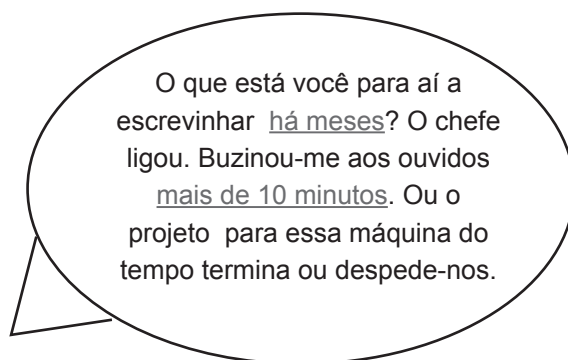 O que está você para aí a
escrevinhar há meses? O chefe
ligou. Buzinou-me aos ouvidos
mais de 10 minutos. Ou o
projeto para essa máquina do
tempo termina ou despede-nos.